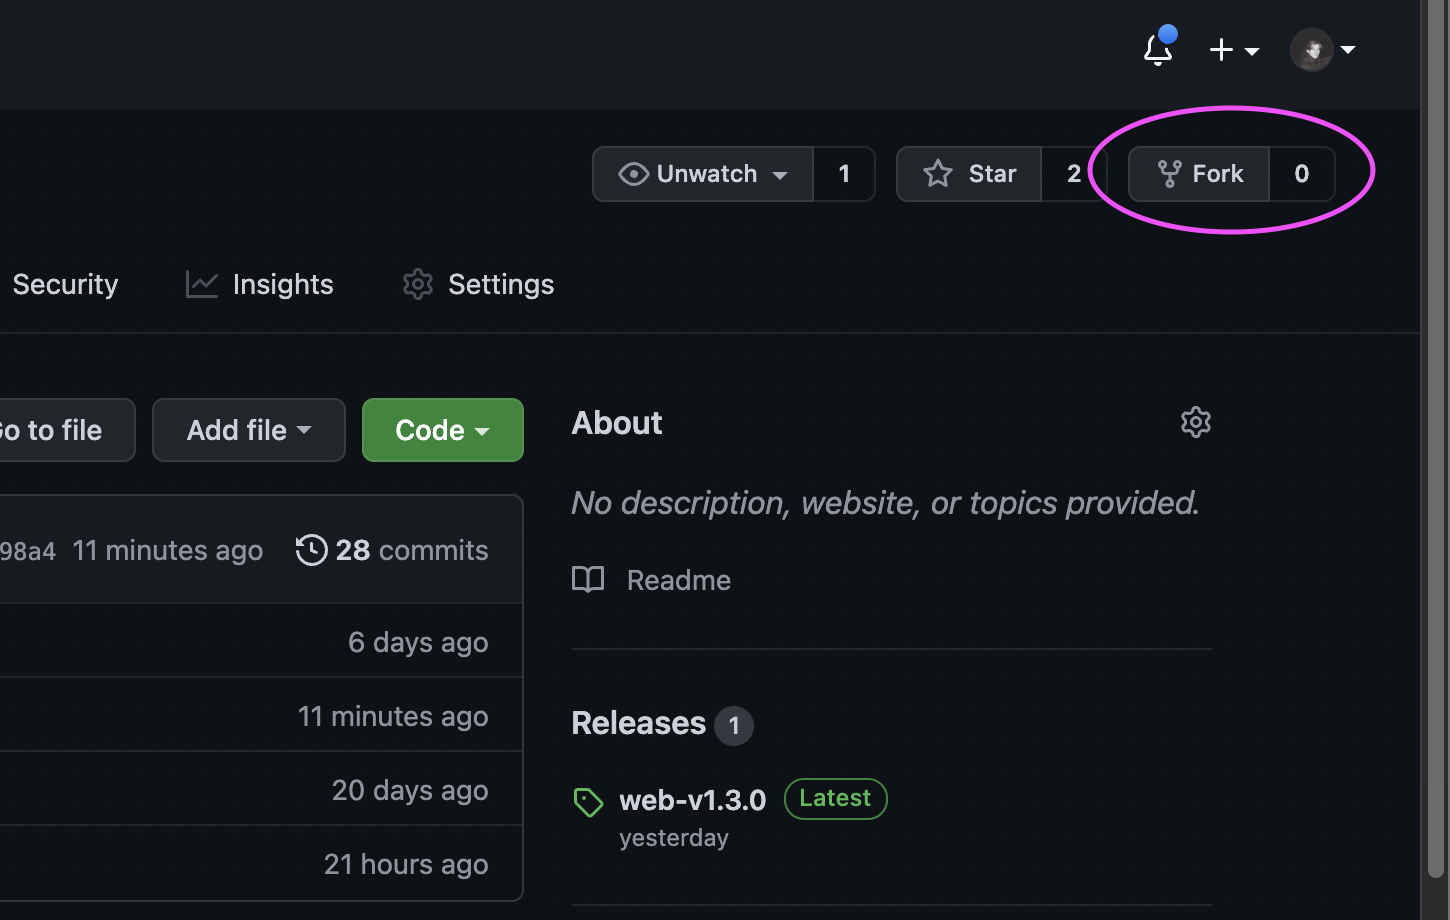 Unwatch 1 Star 2 Fork 0
Security Insights Settings
o to file Add file Code
About
No description, website, or topics provided.
98a4 11 minutes ago 28 commits
Readme
6 days ago
11 minutes ago
20 days ago
21 hours ago
Releases 1
web-v1.3.0 Latest
yesterday